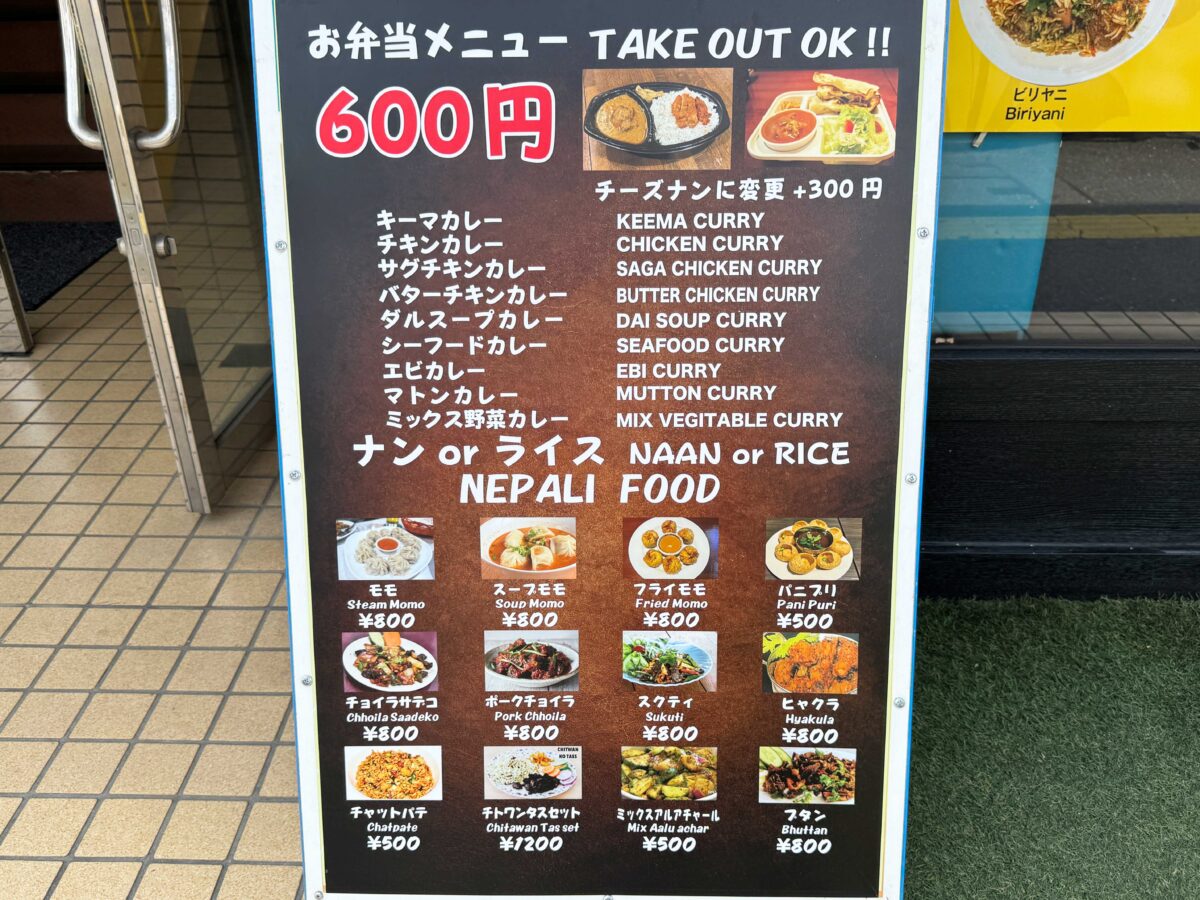 お弁当メニュー TAKE OUT OK !!
600円
チーズナンに変更 +300円
キーマカレー KEEMA CURRY
チキンカレー CHICKEN CURRY
サグチキンカレー SAGA CHICKEN CURRY
バターチキンカレー BUTTER CHICKEN CURRY
ダルスープカレー DAI SOUP CURRY
シーフードカレー SEAFOOD CURRY
エビカレー EBI CURRY
マトンカレー MUTTON CURRY
ミックス野菜カレー MIX VEGITABLE CURRY
ナン or ライス NAAN or RICE
NEPALI FOOD
モモ スープモモ フライモモ パニプリ
Steam Momo Soup Momo Fried Momo Pani Puri
¥800 ¥800 ¥800 ¥500
チョイラサデコ ポークチョイラ スクティ ヒャクラ
Chhoila Saadeko Pork Chhoila Sukuti Hyakula
¥800 ¥800 ¥800 ¥800
CHITWAN
KO TASS
チャットパテ チトワンタスセット ミックスアルアチャール ブタン
Chatpate Chitawan Tas set Mix Aalu achar Bhuttan
¥500 ¥1200 ¥500 ¥800
ビリヤニ
Biriyani